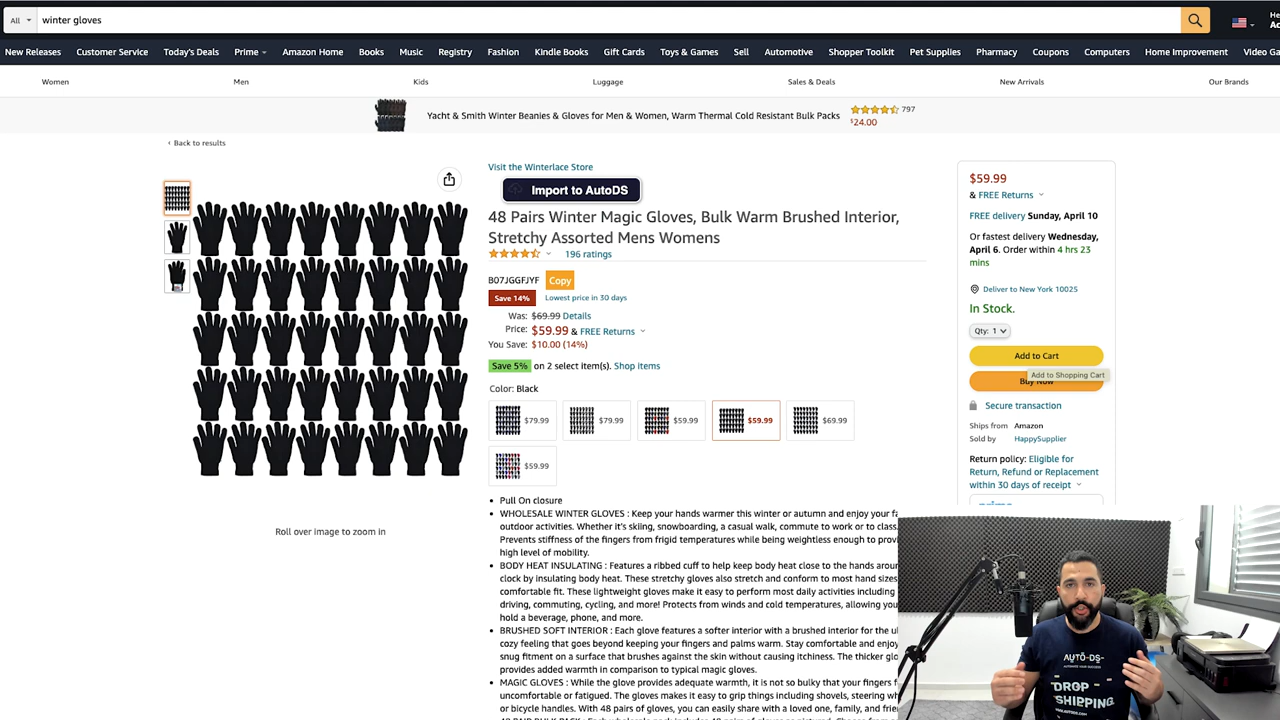 All
winter gloves
He
Ac
New Releases Customer Service Today's Deals Prime Amazon Home Books Music Registry Fashion Kindle Books Gift Cards Toys & Games Sell Automotive Shopper Toolkit Pet Supplies Pharmacy Coupons Computers Home Improvement Video Ga
Women Men Kids Luggage Sales & Deals New Arrivals Our Brands
Yacht & Smith Winter Beanies & Gloves for Men & Women, Warm Thermal Cold Resistant Bulk Packs 797
$24.00
‹ Back to results
Visit the Winterlace Store
Import to AutoDS
48 Pairs Winter Magic Gloves, Bulk Warm Brushed Interior,
Stretchy Assorted Mens Womens
196 ratings
B07JGGFJYF Copy
Save 14% Lowest price in 30 days
Was: $69.99 Details
Price: $59.99 & FREE Returns
You Save: $10.00 (14%)
Save 5% on 2 select item(s). Shop items
Color: Black
$79.99 $79.99 $59.99 $59.99 $69.99
$59.99
Roll over image to zoom in
• Pull On closure
• WHOLESALE WINTER GLOVES : Keep your hands warmer this winter or autumn and enjoy your fa
outdoor activities. Whether it's skiing, snowboarding, a casual walk, commute to work or to class.
Prevents stiffness of the fingers from frigid temperatures while being weightless enough to provi
high level of mobility.
• BODY HEAT INSULATING : Features a ribbed cuff to help keep body heat close to the hands aroun
clock by insulating body heat. These stretchy gloves also stretch and conform to most hand sizes
comfortable fit. These lightweight gloves make it easy to perform most daily activities including
driving, commuting, cycling, and more! Protects from winds and cold temperatures, allowing you
hold a beverage, phone, and more.
• BRUSHED SOFT INTERIOR : Each glove features a softer interior with a brushed interior for the ul
cozy feeling that goes beyond keeping your fingers and palms warm. Stay comfortable and enjoy
snug fitment on a surface that brushes against the skin without causing itchiness. The thicker glo
provides added warmth in comparison to typical magic gloves.
• MAGIC GLOVES : While the glove provides adequate warmth, it is not so bulky that your fingers f
uncomfortable or fatigued. The gloves makes it easy to grip things including shovels, steering wh
or bicycle handles. With 48 pairs of gloves, you can easily share with a loved one, family, and frie
$59.99
& FREE Returns
FREE delivery Sunday, April 10
Or fastest delivery Wednesday,
April 6. Order within 4 hrs 23
mins
Deliver to New York 10025
In Stock.
Qty: 1
Add to Cart
Add to Shopping Cart
Buy Now
Secure transaction
Ships from Amazon
Sold by HappySupplier
Return policy: Eligible for
Return, Refund or Replacement
within 30 days of receipt
AUTO-DS
DROP
SHIPPING